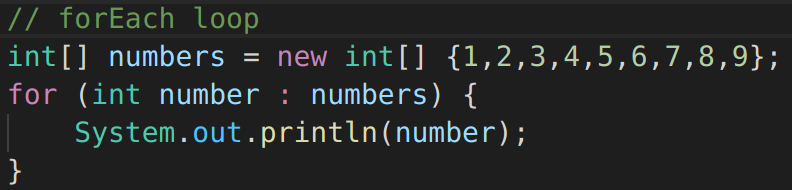 // forEach loop
int[] numbers = new int[] {1,2,3,4,5,6,7,8,9};
for (int number : numbers) {
    System.out.println(number);
}